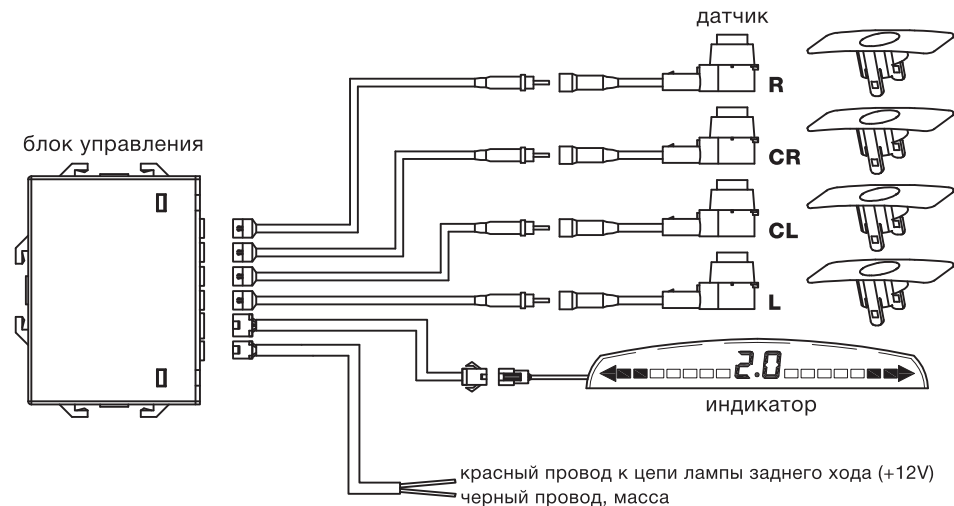 датчик
R
блок управления
CR
CL
L
2.0
индикатор
красный провод к цепи лампы заднего хода (+12V)
черный провод, масса